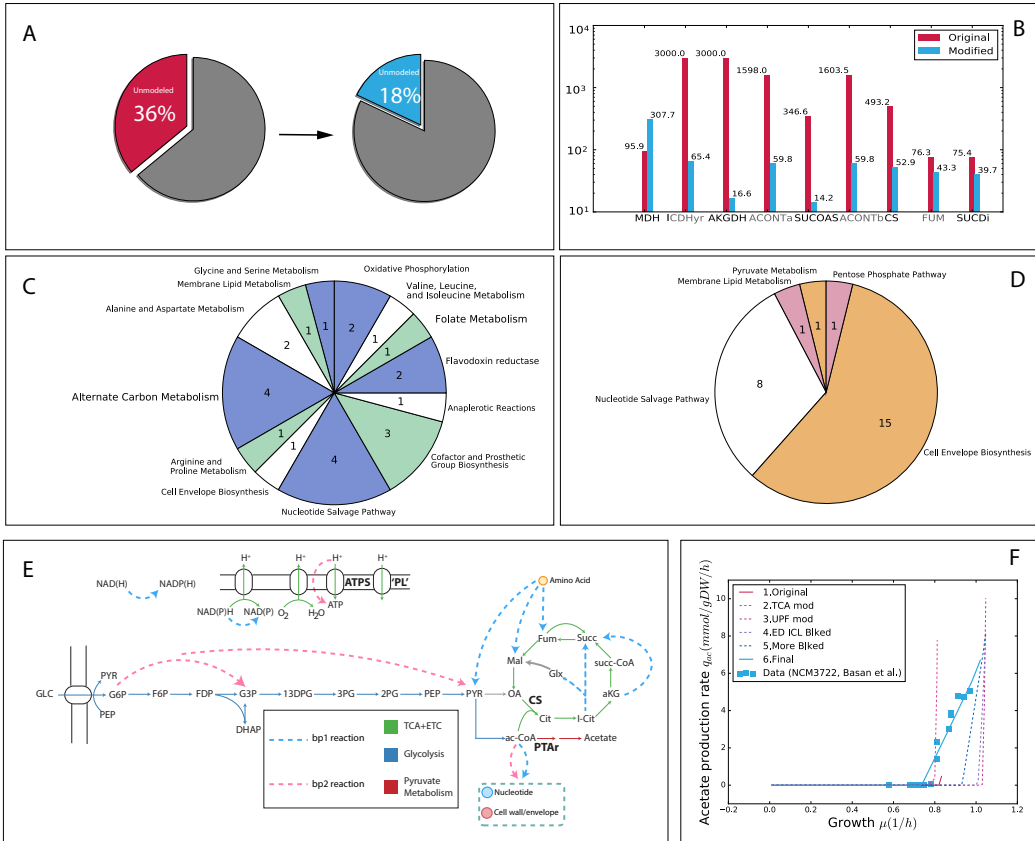 A
Unmodeled
36%
Unmodeled
18%
B
Original
Modified
10^4
10^3
10^2
10^1
95.9
307.7
3000.0
65.4
3000.0
16.6
1598.0
59.8
346.6
14.2
1603.5
59.8
493.2
52.9
76.3
43.3
75.4
39.7
MDH
ICDHyr
AKGDH
ACONTa
SUCOAS
ACONTb
CS
FUM
SUCDi
C
Glycine and Serine Metabolism
Oxidative Phosphorylation
Membrane Lipid Metabolism
Valine, Leucine,
and Isoleucine Metabolism
Alanine and Aspartate Metabolism
Folate Metabolism
Flavodoxin reductase
Alternate Carbon Metabolism
Anaplerotic Reactions
Arginine and
Proline Metabolism
Cofactor and Prosthetic
Group Biosynthesis
Cell Envelope Biosynthesis
Nucleotide Salvage Pathway
1
1
2
1
1
2
2
4
1
3
1
1
4
D
Pyruvate Metabolism
Pentose Phosphate Pathway
Membrane Lipid Metabolism
Nucleotide Salvage Pathway
Cell Envelope Biosynthesis
1
1
1
8
15
E
H⁺
H⁺
H⁺
H⁺
NAD(H)
NADP(H)
ATPS
'PL'
NAD(P)H
NAD(P)
O2
H2O
ATP
Amino Acid
Fum
Succ
Mal
Glx
succ-CoA
GLC
PYR
G6P
F6P
FDP
G3P
13DPG
3PG
2PG
PEP
PYR
OA
CS
aKG
PEP
DHAP
Cit
I-Cit
ac-CoA
PTAr
Acetate
bp1 reaction
bp2 reaction
TCA+ETC
Glycolysis
Pyruvate
Metabolism
Nucleotide
Cell wall/envelope
F
Acetate production rate q_ac(mmol/gDW/h)
10
8
6
4
2
0
1,Original
2.TCA mod
3,UPF mod
4.ED ICL Blked
5,More Blked
6.Final
Data (NCM3722, Basan et al.)
−0.2
0.0
0.2
0.4
0.6
0.8
1.0
1.2
Growth μ(1/h)